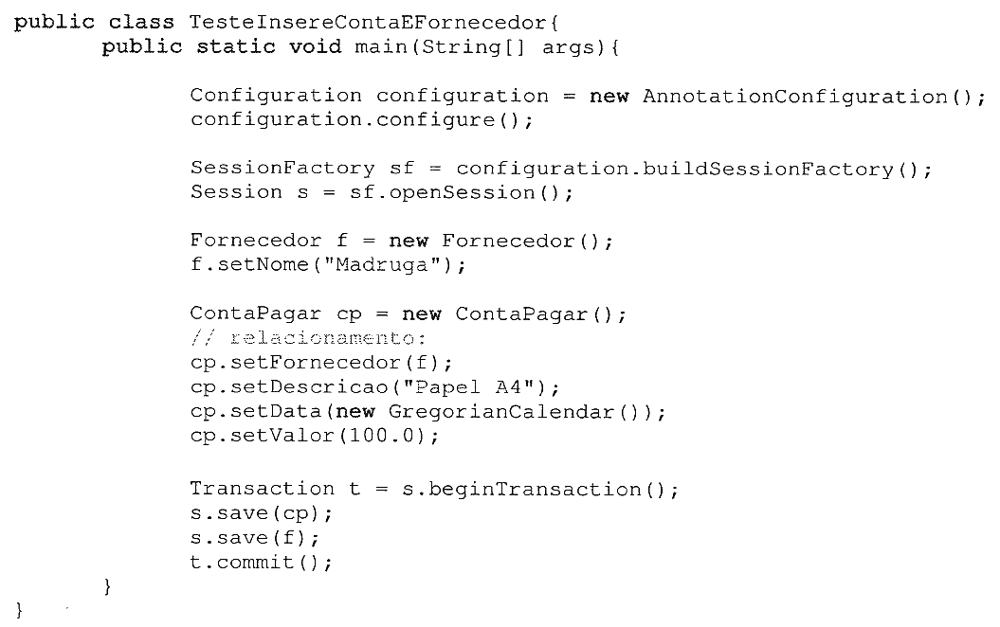 public class TesteInsereContaEFornecedor{
public static void main(String[] args){
Configuration configuration = new AnnotationConfiguration();
configuration.configure();
SessionFactory sf = configuration.buildSessionFactory();
Session s = sf.openSession();
Fornecedor f = new Fornecedor();
f.setNome("Madruga");
ContaPagar cp = new ContaPagar();
// relacionamento:
cp.setFornecedor(f);
cp.setDescricao("Papel A4");
cp.setData(new GregorianCalendar());
cp.setValor(100.0);
Transaction t = s.beginTransaction();
s.save(cp);
s.save(f);
t.commit();
}
}